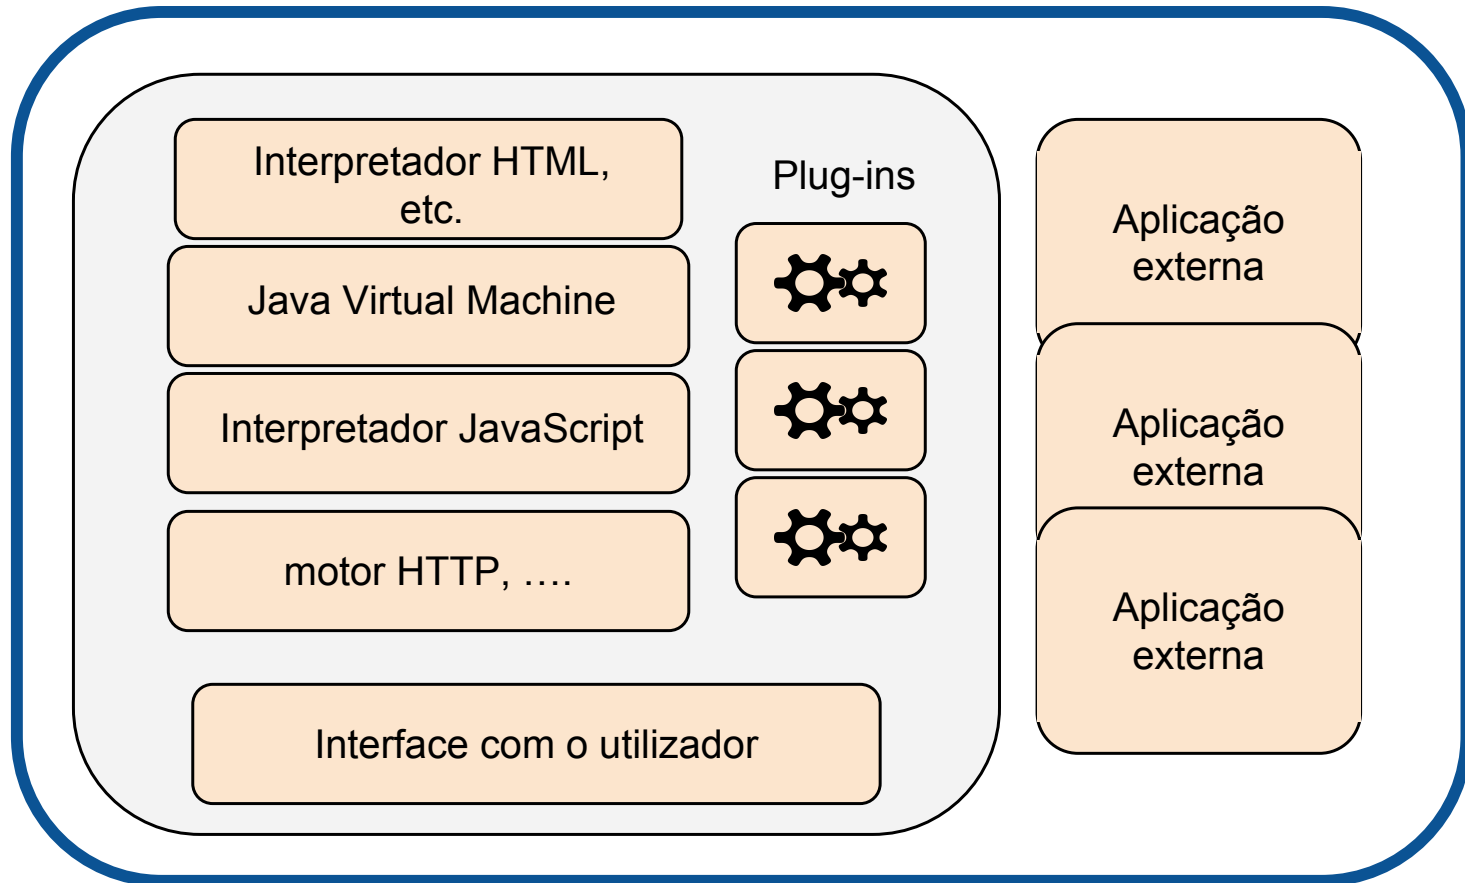 Interpretador HTML,
etc.
Java Virtual Machine
Interpretador JavaScript
motor HTTP, ….
Interface com o utilizador
Plug-ins
Aplicação
externa
Aplicação
externa
Aplicação
externa